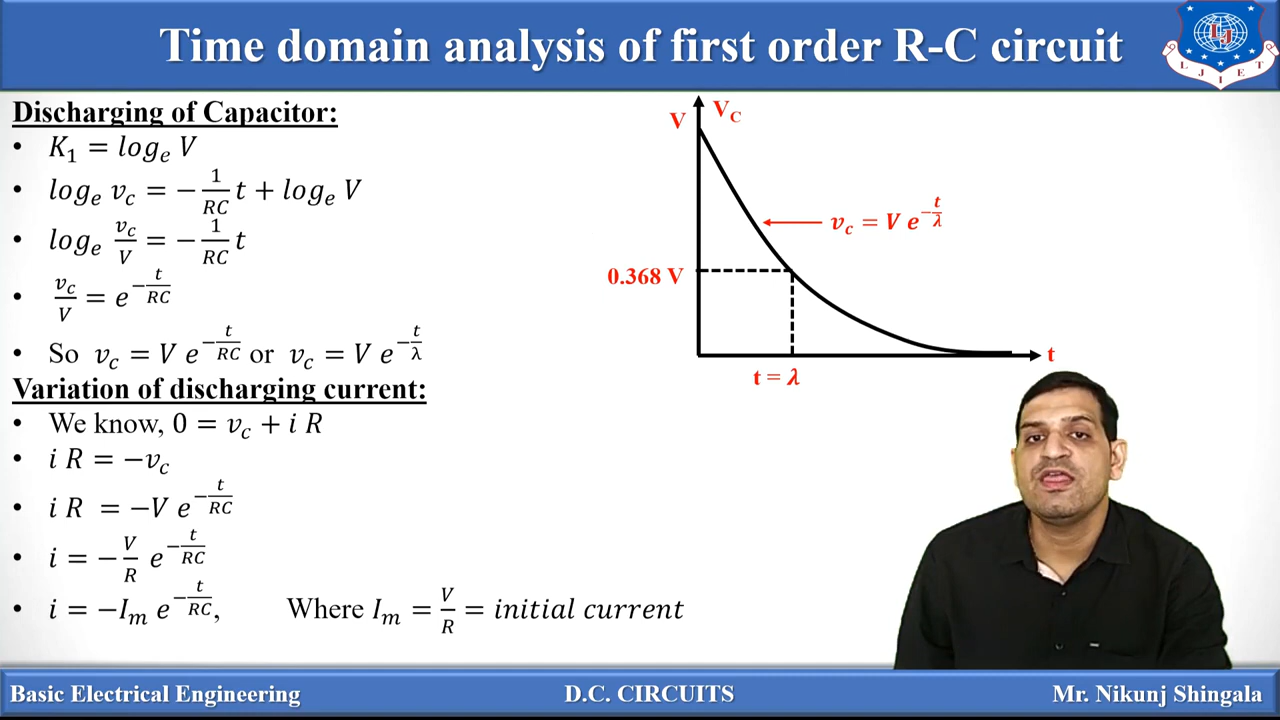 Time domain analysis of first order R-C circuit
LJ
L J I E T
Discharging of Capacitor:
• K₁ = logₑ V
• logₑ v_c = −1/RC t + logₑ V
• logₑ v_c/V = −1/RC t
• v_c/V = e^(−t/RC)
• So v_c = V e^(−t/RC) or v_c = V e^(−t/λ)
Variation of discharging current:
• We know, 0 = v_c + i R
• i R = −v_c
• i R = −V e^(−t/RC)
• i = −V/R e^(−t/RC)
• i = −I_m e^(−t/RC), Where I_m = V/R = initial current
V
V_C
v_c = V e^(−t/λ)
0.368 V
t
t = λ
Basic Electrical Engineering
D.C. CIRCUITS
Mr. Nikunj Shingala